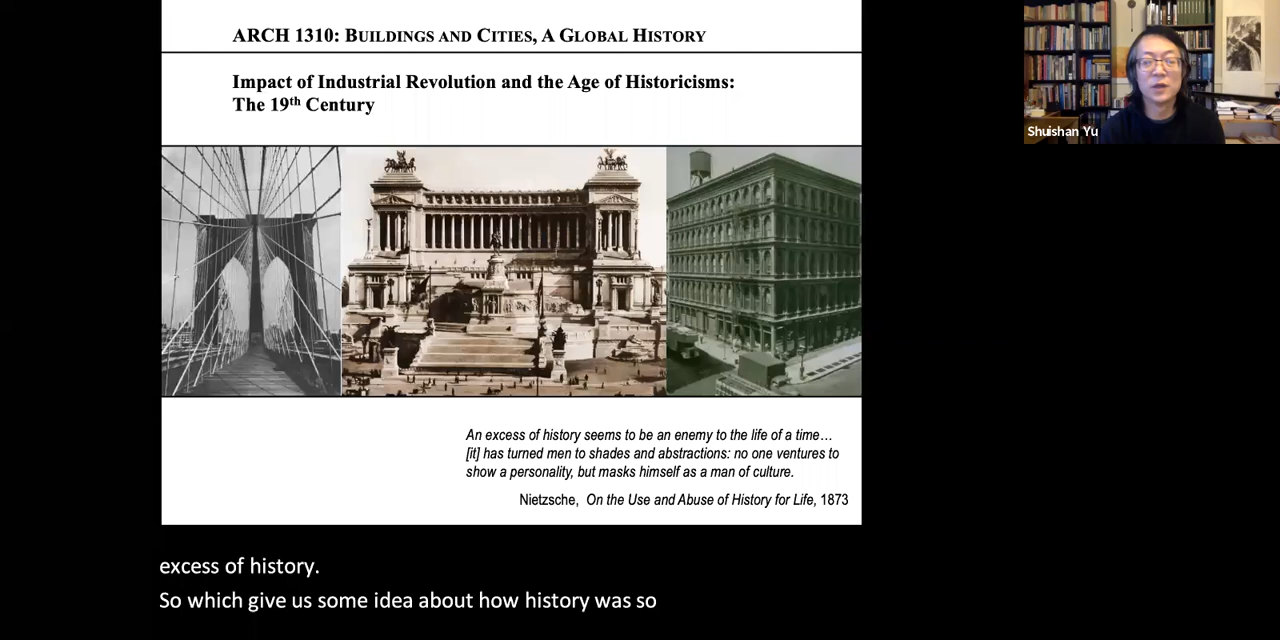 ARCH 1310: BUILDINGS AND CITIES, A GLOBAL HISTORY
Impact of Industrial Revolution and the Age of Historicisms:
The 19th Century
Shuishan Yu
An excess of history seems to be an enemy to the life of a time…
[it] has turned men to shades and abstractions: no one ventures to
show a personality, but masks himself as a man of culture.
Nietzsche, On the Use and Abuse of History for Life, 1873
excess of history.
So which give us some idea about how history was so